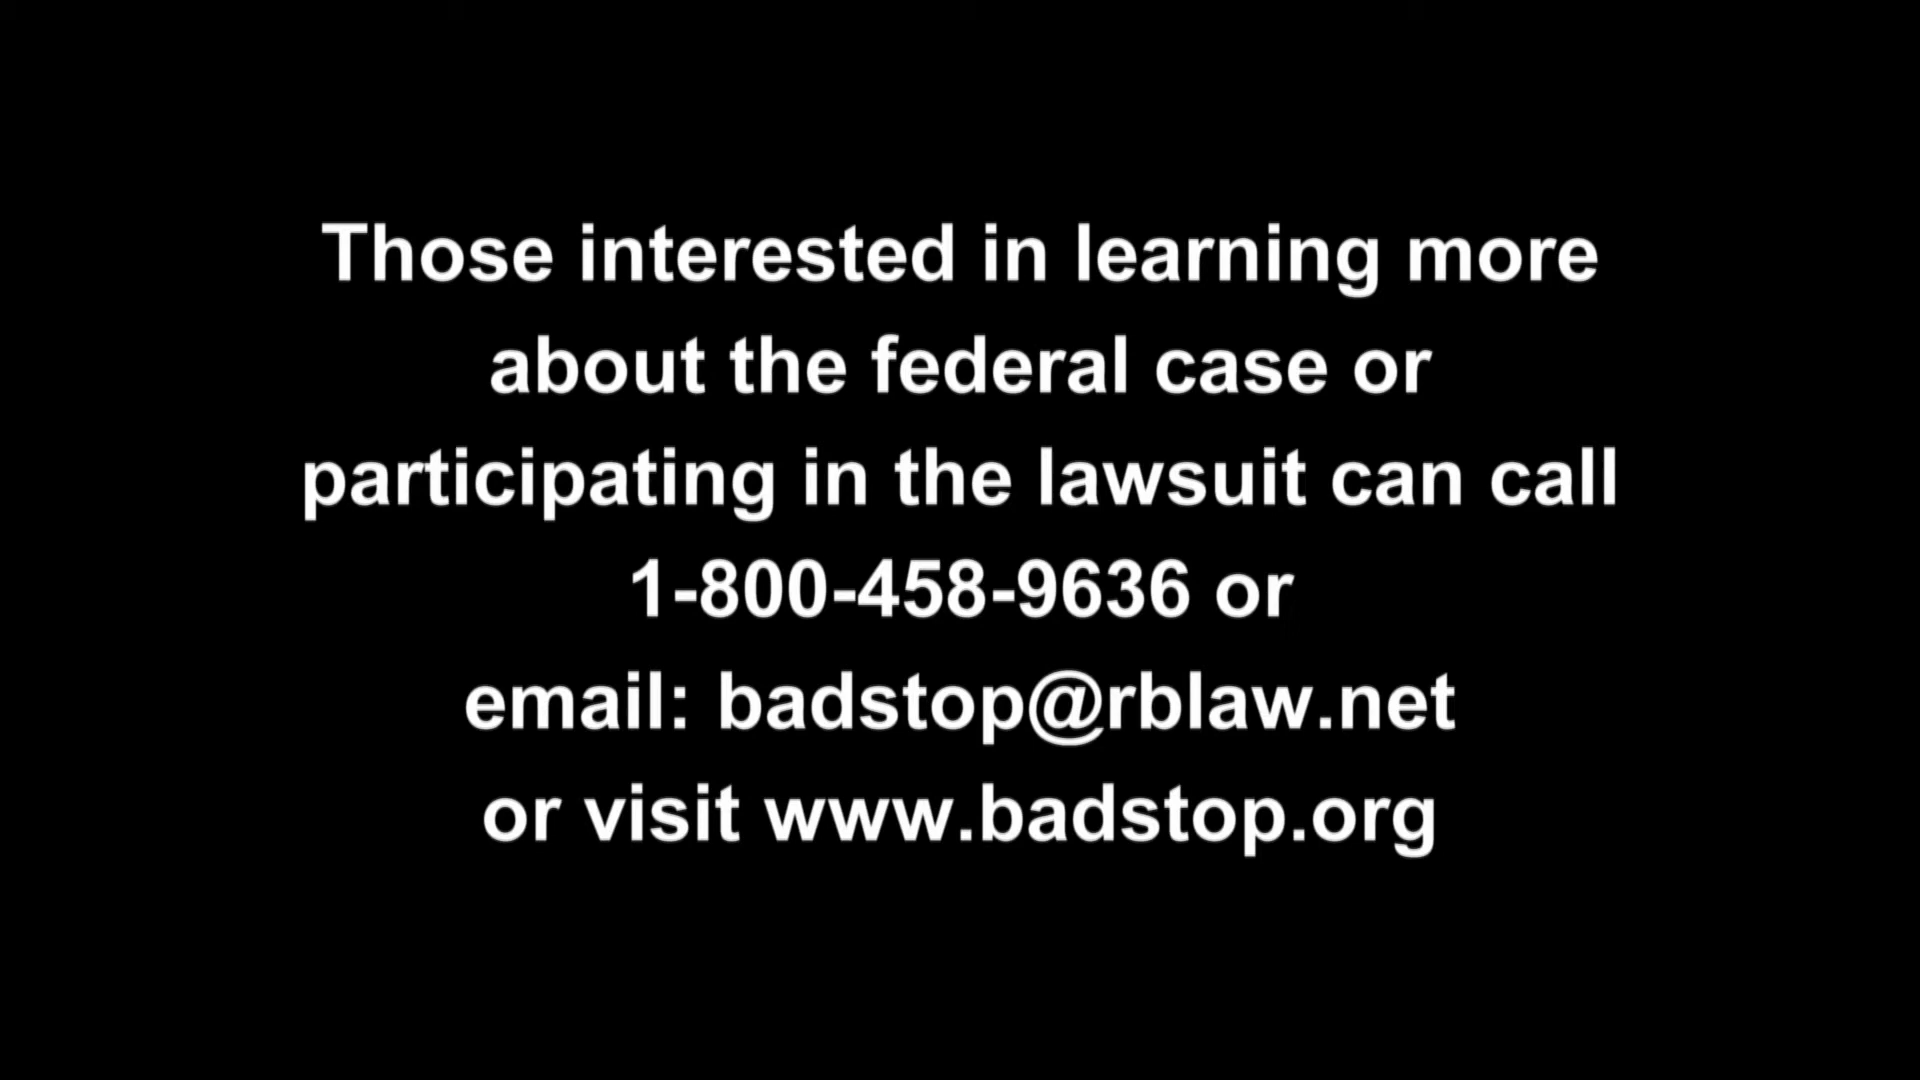 Those interested in learning more
about the federal case or
participating in the lawsuit can call
1-800-458-9636 or
email: badstop@rblaw.net
or visit www.badstop.org